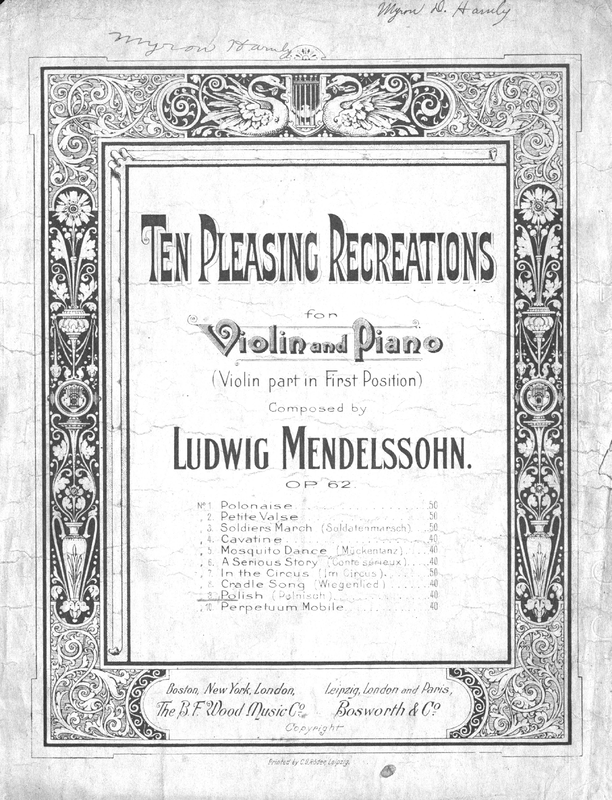 Myron D. Hamly
Myron Hamly
TEN PLEASING RECREATIONS
for
Violin and Piano
(Violin part in First Position)
Composed by
LUDWIG MENDELSSOHN.
OP 62.
No. 1. Polonaise .50
" 2. Petite Valse .50
" 3. Soldiers March (Soldatenmarsch) .50
" 4. Cavatine .40
" 5. Mosquito Dance (Mückentanz) .40
" 6. A Serious Story (Conte sérieux) .40
" 7. In the Circus (Im Circus) .50
" 8. Cradle Song (Wiegenlied) .40
" 9. Polish (Polnisch) .40
" 10. Perpetuum Mobile .40
Boston, New York, London, Leipzig, London and Paris,
The B.F. Wood Music Co. Bosworth & Co.
Copyright
Printed by C.G. Röder, Leipzig.